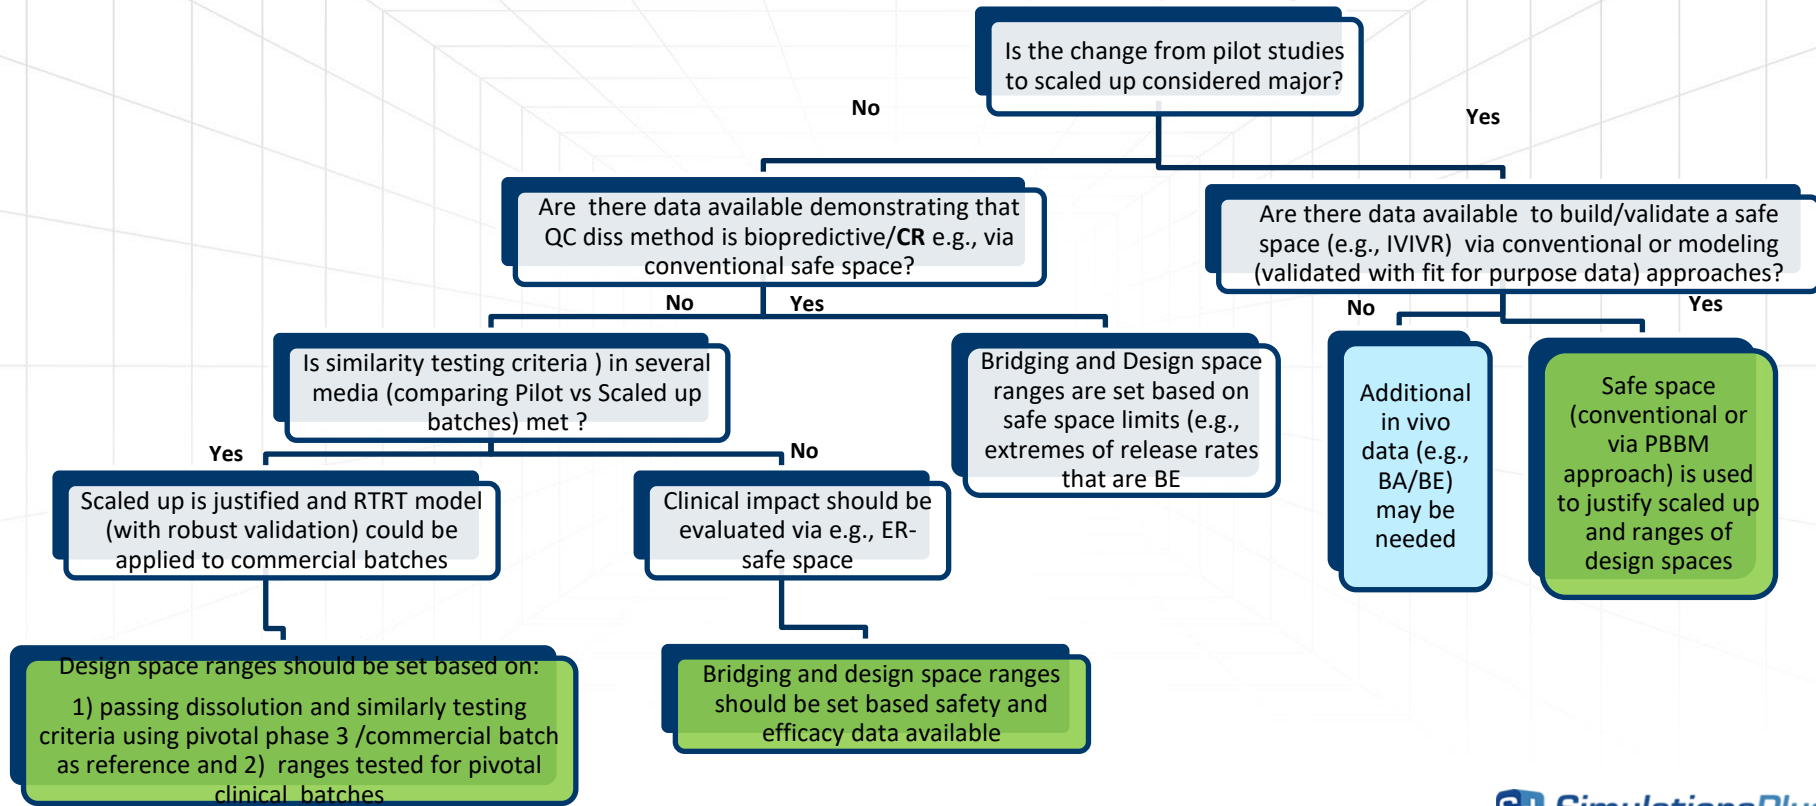 Is the change from pilot studies
to scaled up considered major?
No
Yes
Are there data available demonstrating that
QC diss method is biopredictive/CR e.g., via
conventional safe space?
Are there data available to build/validate a safe
space (e.g., IVIVR) via conventional or modeling
(validated with fit for purpose data) approaches?
No
Yes
No
Yes
Is similarity testing criteria ) in several
media (comparing Pilot vs Scaled up
batches) met ?
Bridging and Design space
ranges are set based on
safe space limits (e.g.,
extremes of release rates
that are BE
Additional
in vivo
data (e.g.,
BA/BE)
may be
needed
Safe space
(conventional or
via PBBM
approach) is used
to justify scaled up
and ranges of
design spaces
Yes
No
Scaled up is justified and RTRT model
(with robust validation) could be
applied to commercial batches
Clinical impact should be
evaluated via e.g., ER-
safe space
Design space ranges should be set based on:
1) passing dissolution and similarly testing
criteria using pivotal phase 3 /commercial batch
as reference and 2) ranges tested for pivotal
clinical batches
Bridging and design space ranges
should be set based safety and
efficacy data available
SimulationsPlus